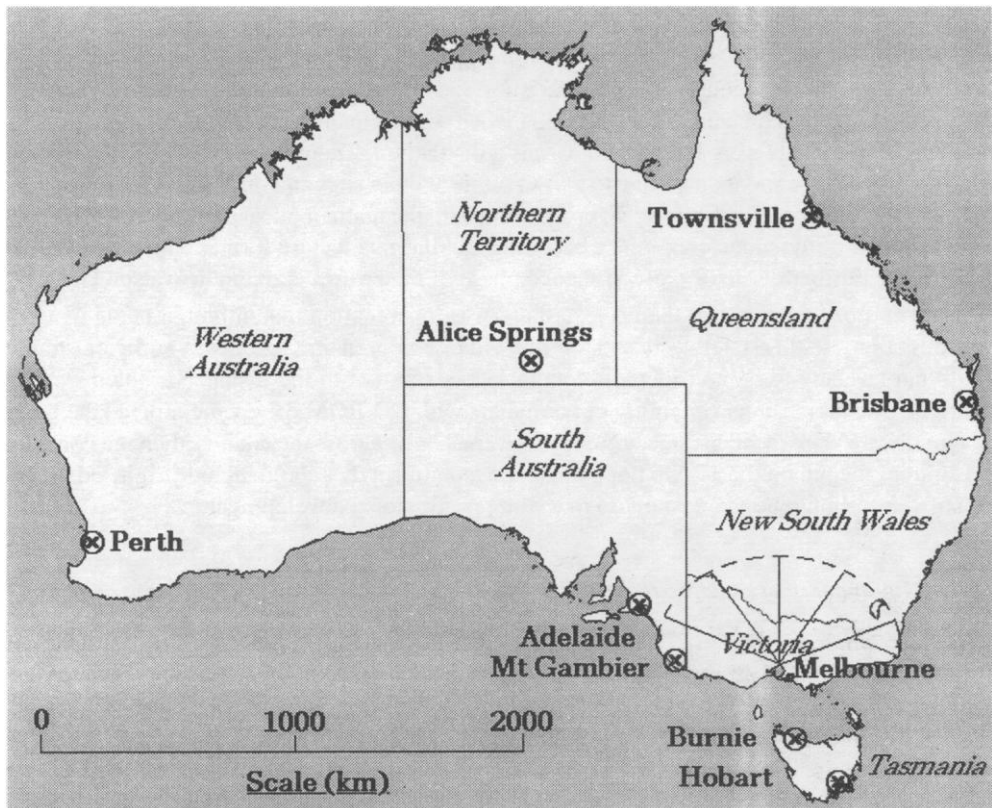 Northern
Territory
Townsville
Western
Australia
Alice Springs
Queensland
Brisbane
South
Australia
New South Wales
Perth
Adelaide
Mt Gambier
Victoria
Melbourne
0 1000 2000
Scale (km)
Burnie
Hobart
Tasmania